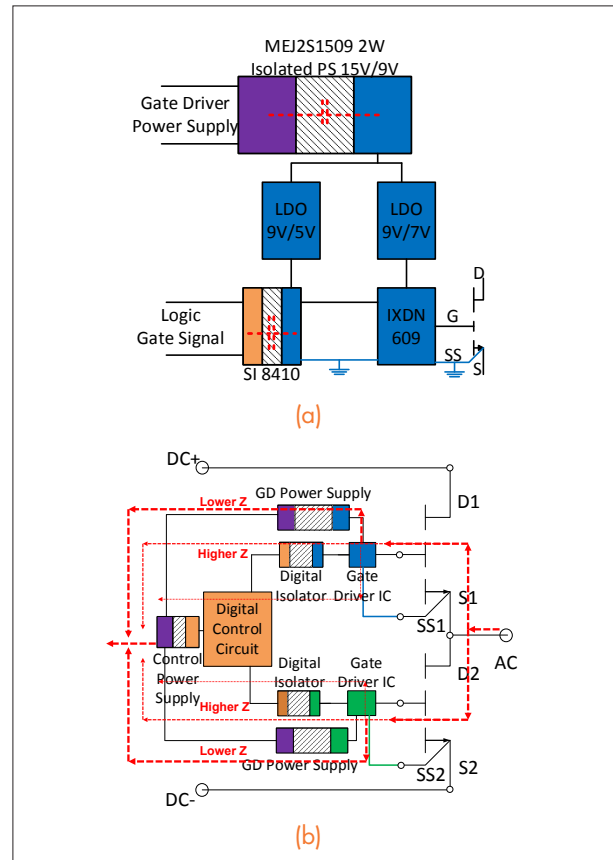 MEJ2S1509 2W
Isolated PS 15V/9V
Gate Driver
Power Supply
LDO
9V/5V
LDO
9V/7V
Logic
Gate Signal
SI 8410
IXDN
609
D
G
SS
S
(a)
DC+
Lower Z
GD Power Supply
D1
Higher Z
Digital
Isolator
Gate
Driver IC
S1
SS1
Digital
Control
Circuit
Control
Power
Supply
AC
D2
Digital
Isolator
Gate
Driver IC
Higher Z
Lower Z
GD Power Supply
SS2
S2
DC-
(b)